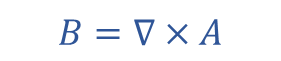 B = ∇ × A